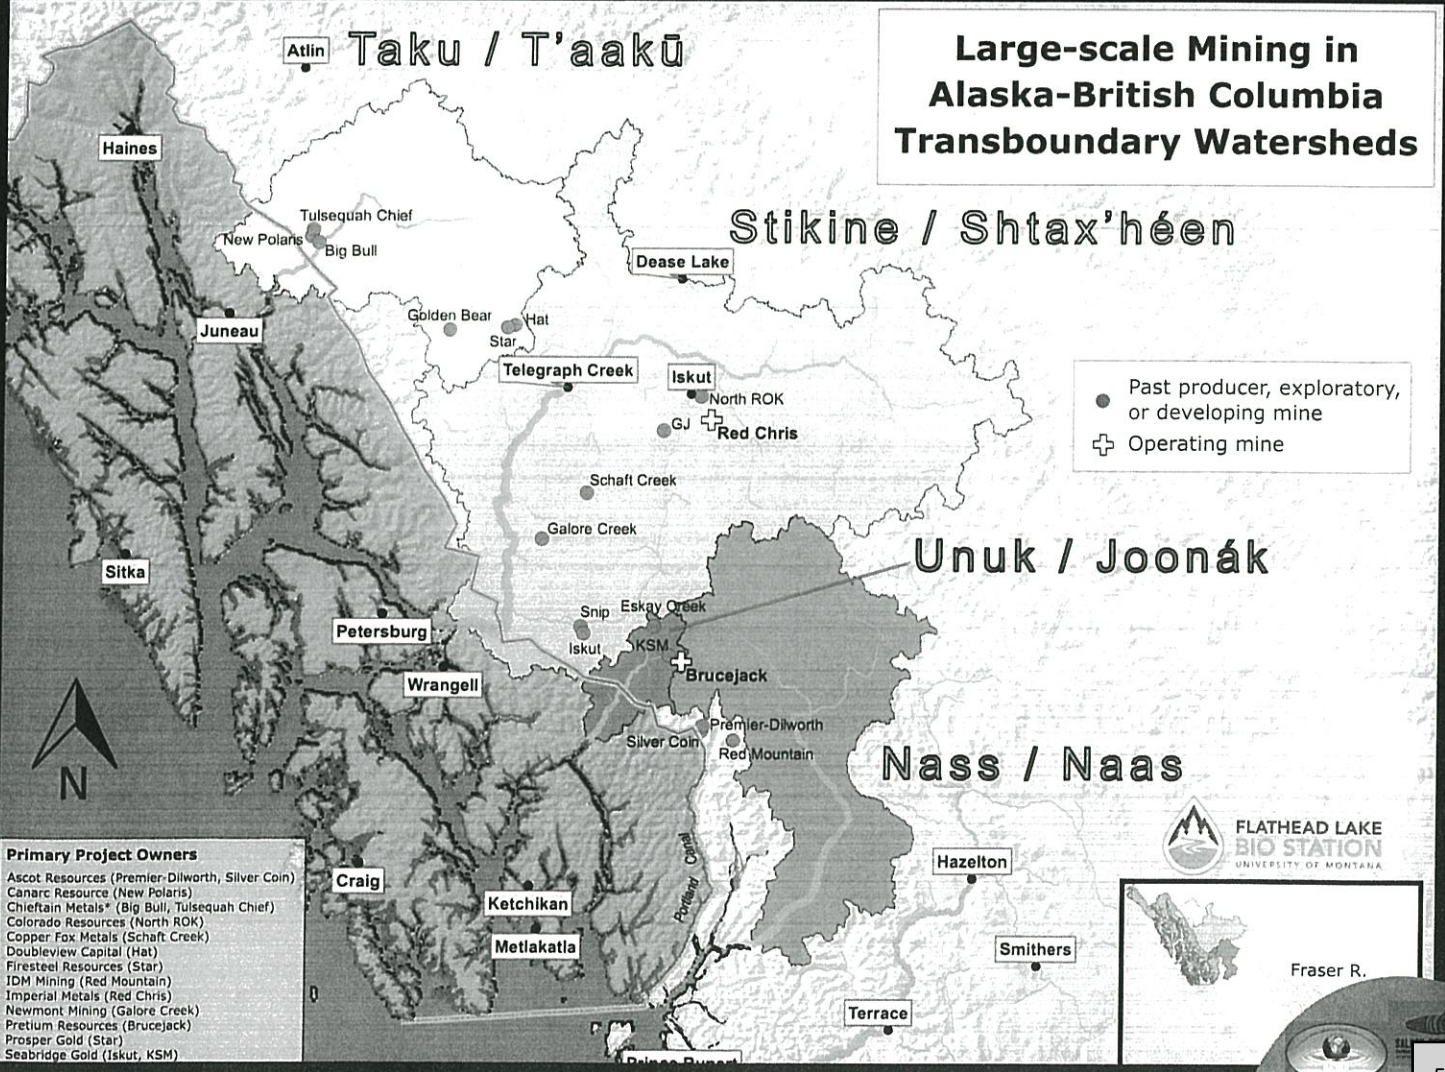 Large-scale Mining in
Alaska-British Columbia
Transboundary Watersheds
Atlin
Taku / T'aakū
Haines
Tulsequah Chief
New Polaris
Big Bull
Stikine / Shtax'héen
Dease Lake
Juneau
Golden Bear
Hat
Star
Telegraph Creek
Iskut
North ROK
GJ
Red Chris
Past producer, exploratory,
or developing mine
Operating mine
Schaft Creek
Galore Creek
Unuk / Joonák
Sitka
Snip
Eskay Creek
Petersburg
Iskut
KSM
Brucejack
Wrangell
Premier-Dilworth
Silver Coin
Red Mountain
Nass / Naas
N
FLATHEAD LAKE
BIO STATION
UNIVERSITY OF MONTANA
Portland Canal
Hazelton
Craig
Ketchikan
Metlakatla
Smithers
Fraser R.
Terrace
Prince Rupert
Primary Project Owners
Ascot Resources (Premier-Dilworth, Silver Coin)
Canarc Resource (New Polaris)
Chieftain Metals* (Big Bull, Tulsequah Chief)
Colorado Resources (North ROK)
Copper Fox Metals (Schaft Creek)
Doubleview Capital (Hat)
Firesteel Resources (Star)
IDM Mining (Red Mountain)
Imperial Metals (Red Chris)
Newmont Mining (Galore Creek)
Pretium Resources (Brucejack)
Prosper Gold (Star)
Seabridge Gold (Iskut, KSM)